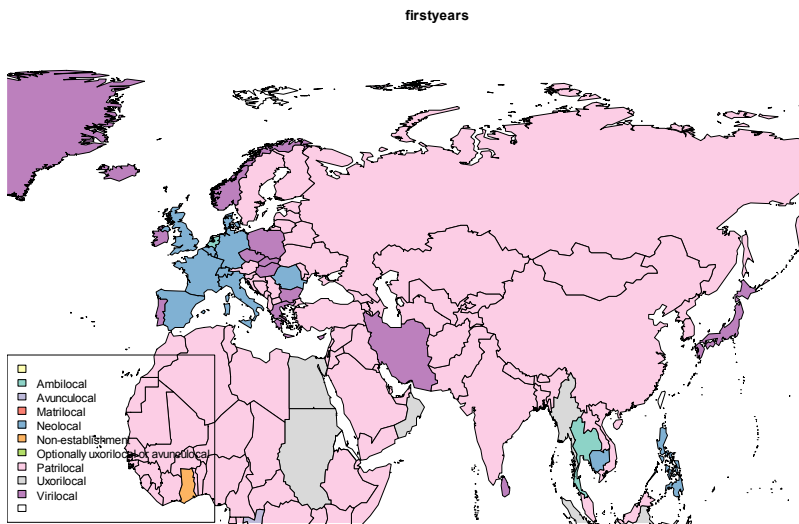 firstyears
Ambilocal
Avunculocal
Matrilocal
Neolocal
Non-establishment
Optionally uxorilocal or avunculocal
Patrilocal
Uxorilocal
Virilocal